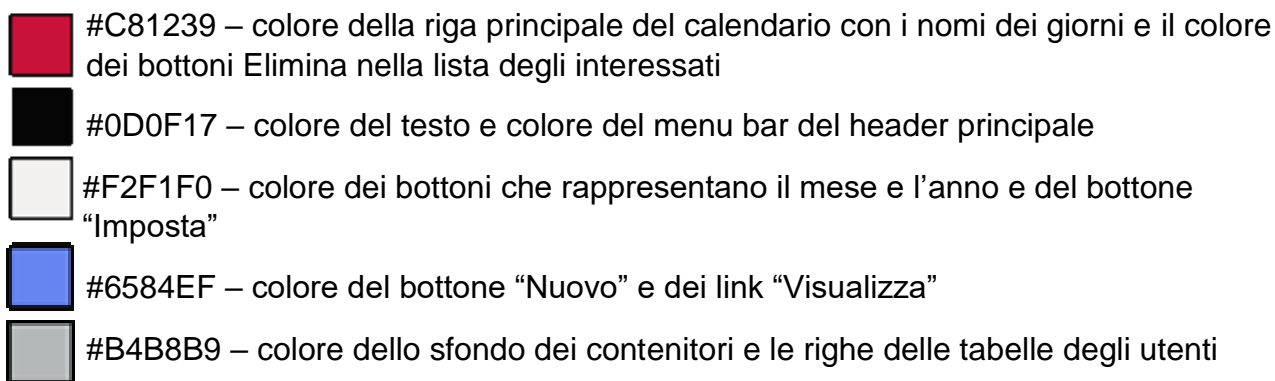 #C81239 – colore della riga principale del calendario con i nomi dei giorni e il colore
dei bottoni Elimina nella lista degli interessati
#0D0F17 – colore del testo e colore del menu bar del header principale
#F2F1F0 – colore dei bottoni che rappresentano il mese e l’anno e del bottone
“Imposta”
#6584EF – colore del bottone “Nuovo” e dei link “Visualizza”
#B4B8B9 – colore dello sfondo dei contenitori e le righe delle tabelle degli utenti